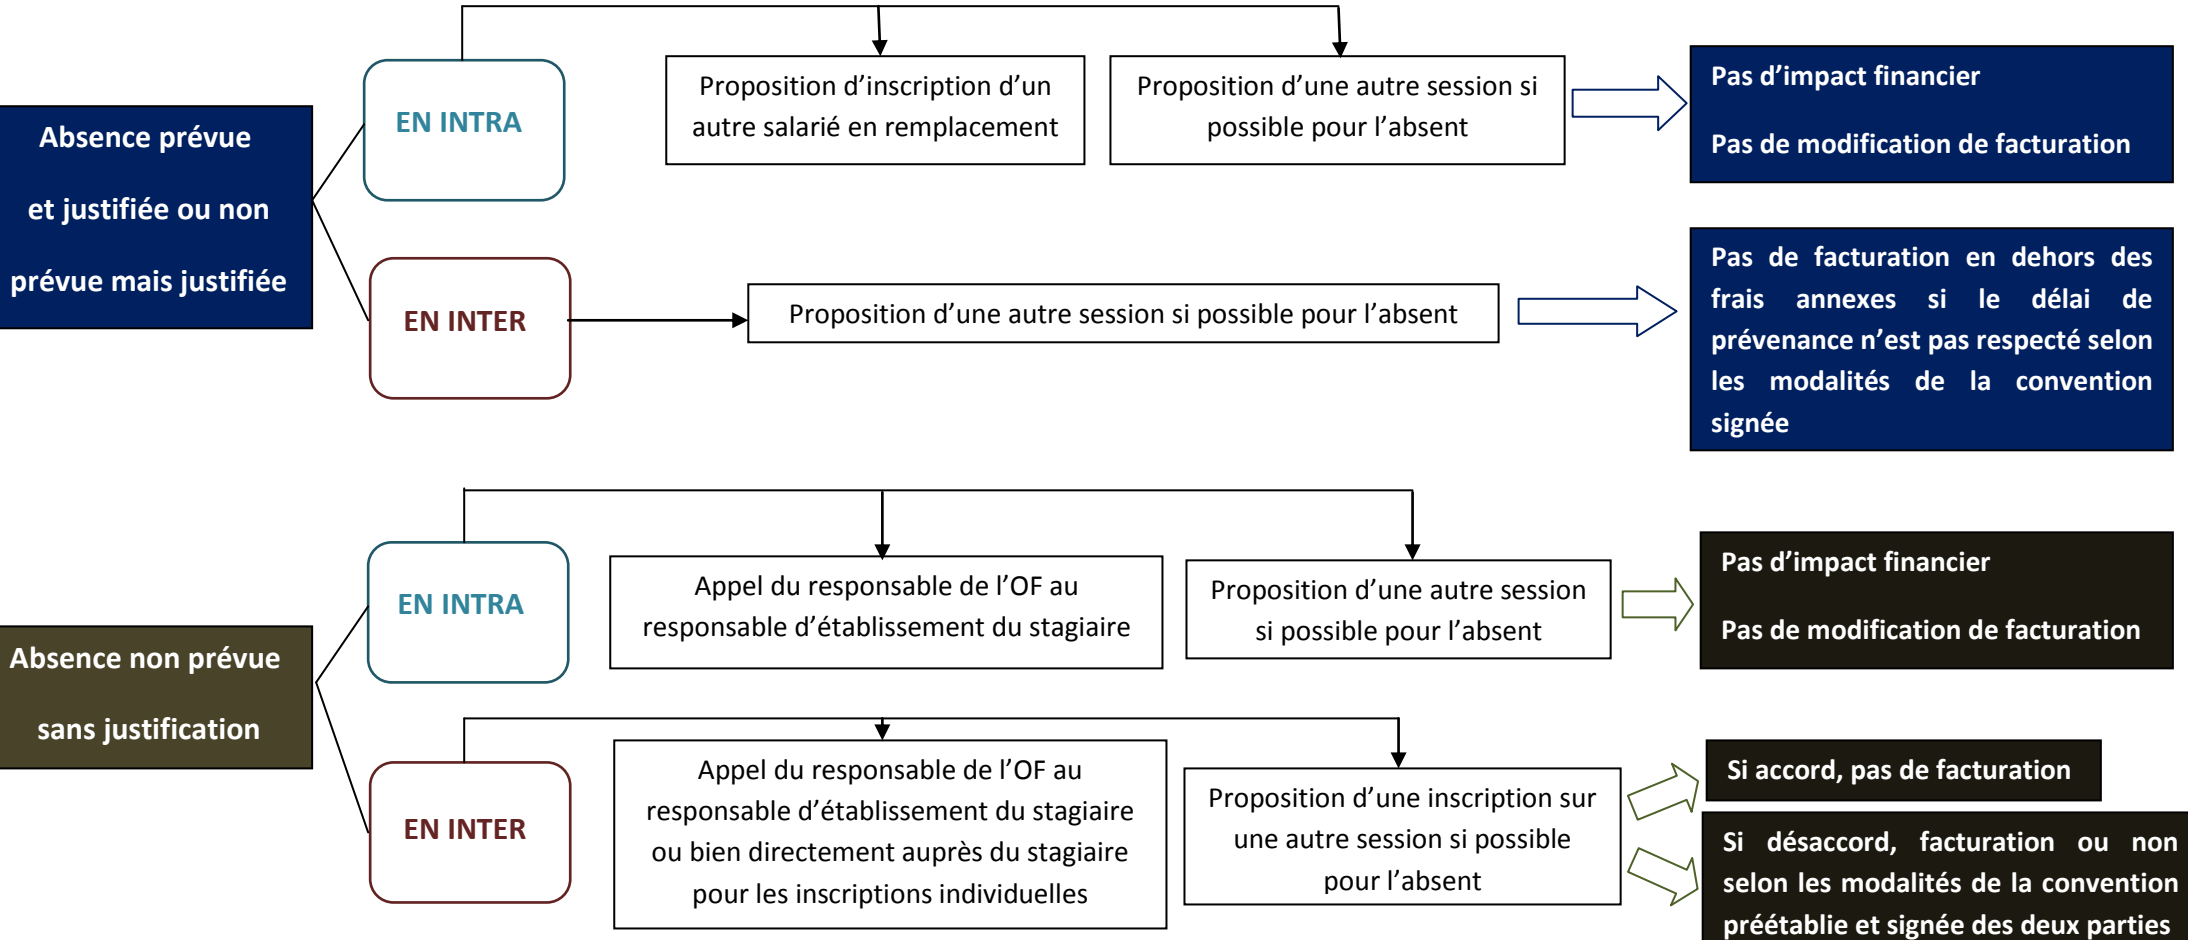 Absence prévue
et justifiée ou non
prévue mais justifiée
EN INTRA
Proposition d’inscription d’un
autre salarié en remplacement
Proposition d’une autre session si
possible pour l’absent
Pas d’impact financier
Pas de modification de facturation
EN INTER
Proposition d’une autre session si possible pour l’absent
Pas de facturation en dehors des
frais annexes si le délai de
prévenance n’est pas respecté selon
les modalités de la convention
signée
Absence non prévue
sans justification
EN INTRA
Appel du responsable de l’OF au
responsable d’établissement du stagiaire
Proposition d’une autre session
si possible pour l’absent
Pas d’impact financier
Pas de modification de facturation
EN INTER
Appel du responsable de l’OF au
responsable d’établissement du stagiaire
ou bien directement auprès du stagiaire
pour les inscriptions individuelles
Proposition d’une inscription sur
une autre session si possible
pour l’absent
Si accord, pas de facturation
Si désaccord, facturation ou non
selon les modalités de la convention
préétablie et signée des deux parties